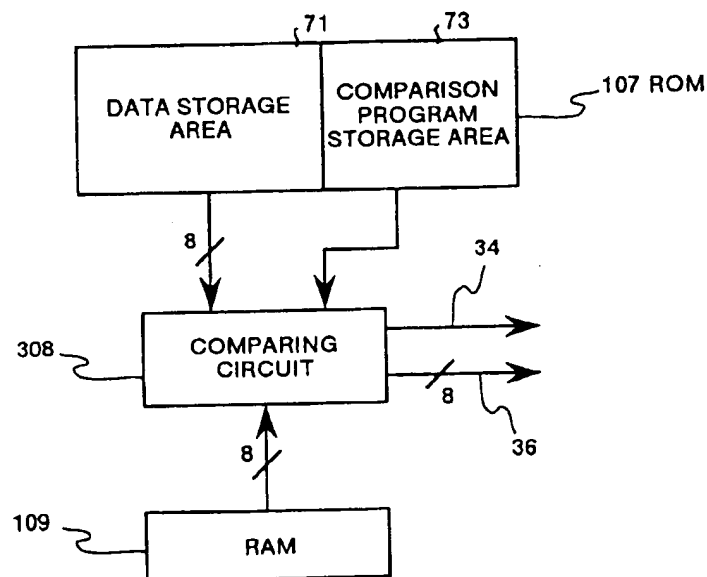 71
73
DATA STORAGE
AREA
COMPARISON
PROGRAM
STORAGE AREA
107 ROM
8
34
308
COMPARING
CIRCUIT
8
36
8
109
RAM